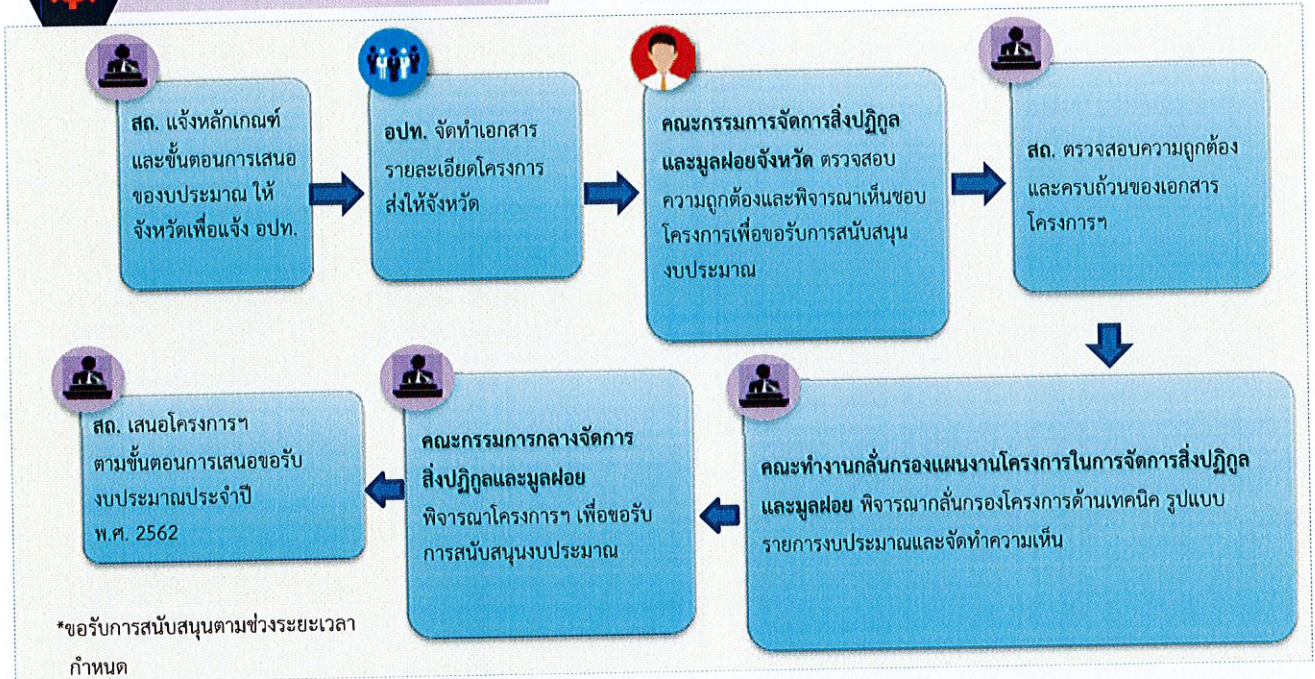 สถ. แจ้งหลักเกณฑ์
และขั้นตอนการเสนอ
ของบประมาณ ให้
จังหวัดเพื่อแจ้ง อปท.
อปท. จัดทำเอกสาร
รายละเอียดโครงการ
ส่งให้จังหวัด
คณะกรรมการจัดการสิ่งปฏิกูล
และมูลฝอยจังหวัด ตรวจสอบ
ความถูกต้องและพิจารณาเห็นชอบ
โครงการเพื่อขอรับการสนับสนุน
งบประมาณ
สถ. ตรวจสอบความถูกต้อง
และครบถ้วนของเอกสาร
โครงการฯ
คณะทำงานกลั่นกรองแผนงานโครงการในการจัดการสิ่งปฏิกูล
และมูลฝอย พิจารณากลั่นกรองโครงการด้านเทคนิค รูปแบบ
รายการงบประมาณและจัดทำความเห็น
คณะกรรมการกลางจัดการ
สิ่งปฏิกูลและมูลฝอย
พิจารณาโครงการฯ เพื่อขอรับ
การสนับสนุนงบประมาณ
สถ. เสนอโครงการฯ
ตามขั้นตอนการเสนอขอรับ
งบประมาณประจำปี
พ.ศ. 2562
*ขอรับการสนับสนุนตามช่วงระยะเวลา
กำหนด